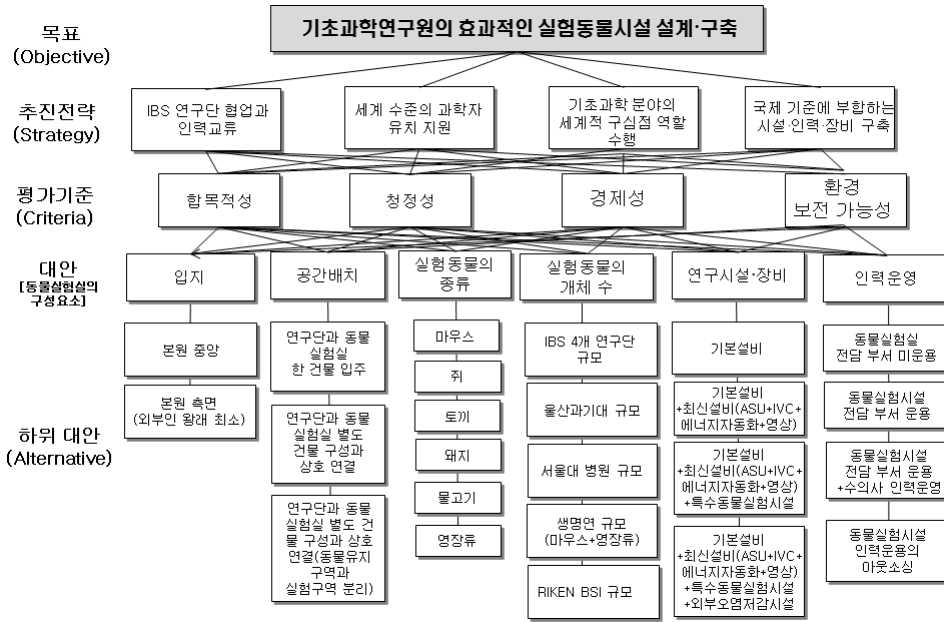 목표
(Objective)
기초과학연구원의 효과적인 실험동물시설 설계·구축
추진전략
(Strategy)
IBS 연구단 협업과
인력교류
세계 수준의 과학자
유치 지원
기초과학 분야의
세계적 구심점 역할
수행
국제 기준에 부합하는
시설·인력·장비 구축
평가기준
(Criteria)
합목적성
청정성
경제성
환경
보전 가능성
대안
[동물실험실의
구성요소]
입지
공간배치
실험동물의
종류
실험동물의
개체 수
연구시설·장비
인력운영
하위 대안
(Alternative)
본원 중앙
본원 측면
(외부인 왕래 최소)
연구단과 동물
실험실
한 건물 입주
연구단과 동물
실험실 별도
건물 구성과
상호 연결
연구단과 동물
실험실 별도 건
물 구성과 상호
연결(동물유지
구역과
실험구역 분리)
마우스
쥐
토끼
돼지
물고기
영장류
IBS 4개 연구단
규모
울산과기대 규모
서울대 병원 규모
생명연 규모
(마우스+영장류)
RIKEN BSI 규모
기본설비
기본설비
+최신설비(ASU+IVC+
에너지자동화+영상)
기본설비
+최신설비(ASU+IVC+
에너지자동화+영상)
+특수동물실험시설
기본설비
+최신설비(ASU+IVC+
에너지자동화+영상)
+특수동물실험시설
+외부오염저감시설
동물실험실
전담 부서 미운용
동물실험시설
전담 부서 운용
동물실험시설
전담 부서 운용
+수의사 인력운영
동물실험시설
인력운용의
아웃소싱